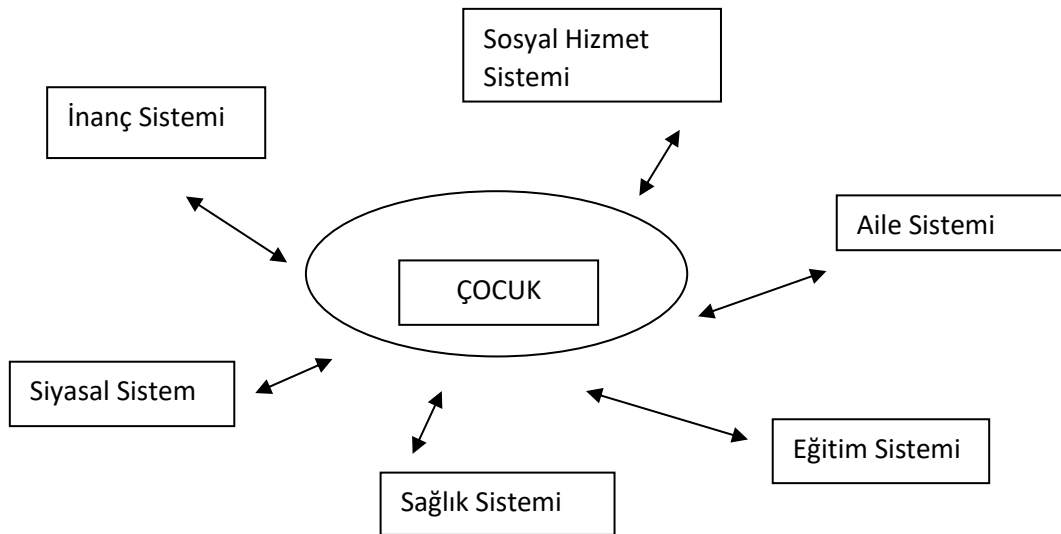 Sosyal Hizmet
Sistemi
İnanç Sistemi
Aile Sistemi
ÇOCUK
Siyasal Sistem
Eğitim Sistemi
Sağlık Sistemi